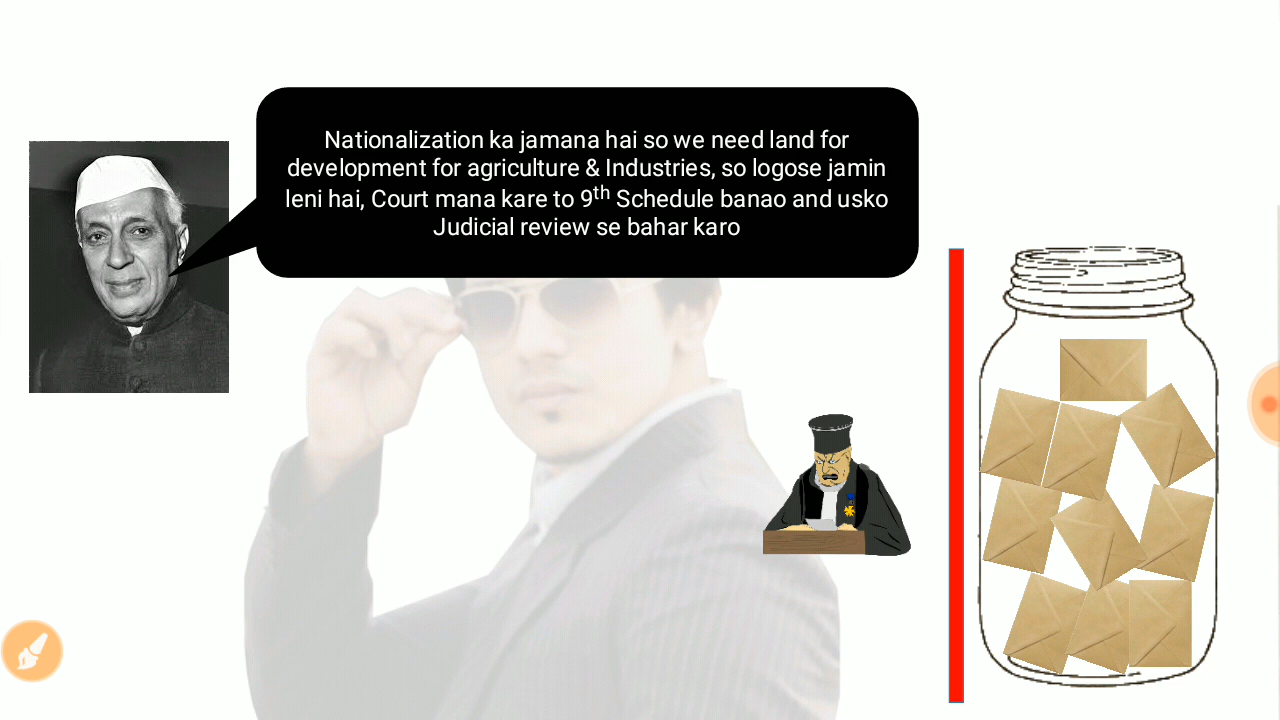 Nationalization ka jamana hai so we need land for
development for agriculture & Industries, so logose jamin
leni hai, Court mana kare to 9th Schedule banao and usko
Judicial review se bahar karo